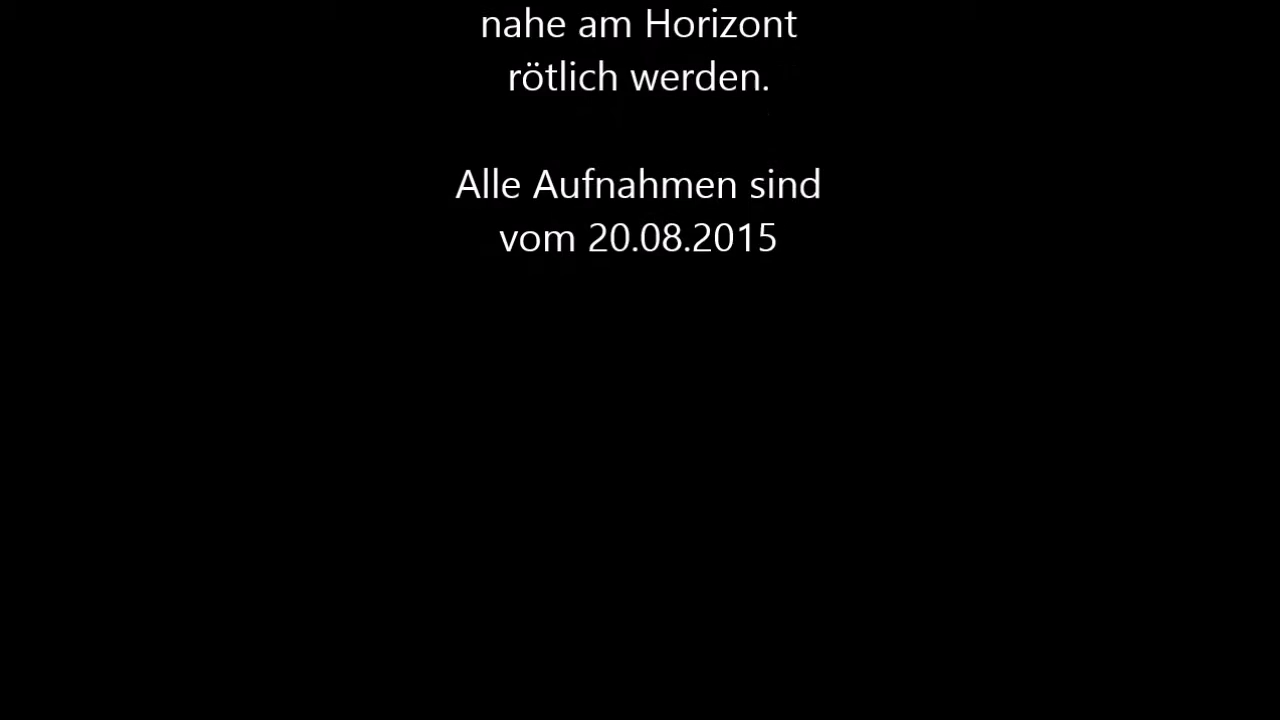 nahe am Horizont
rötlich werden.
Alle Aufnahmen sind
vom 20.08.2015